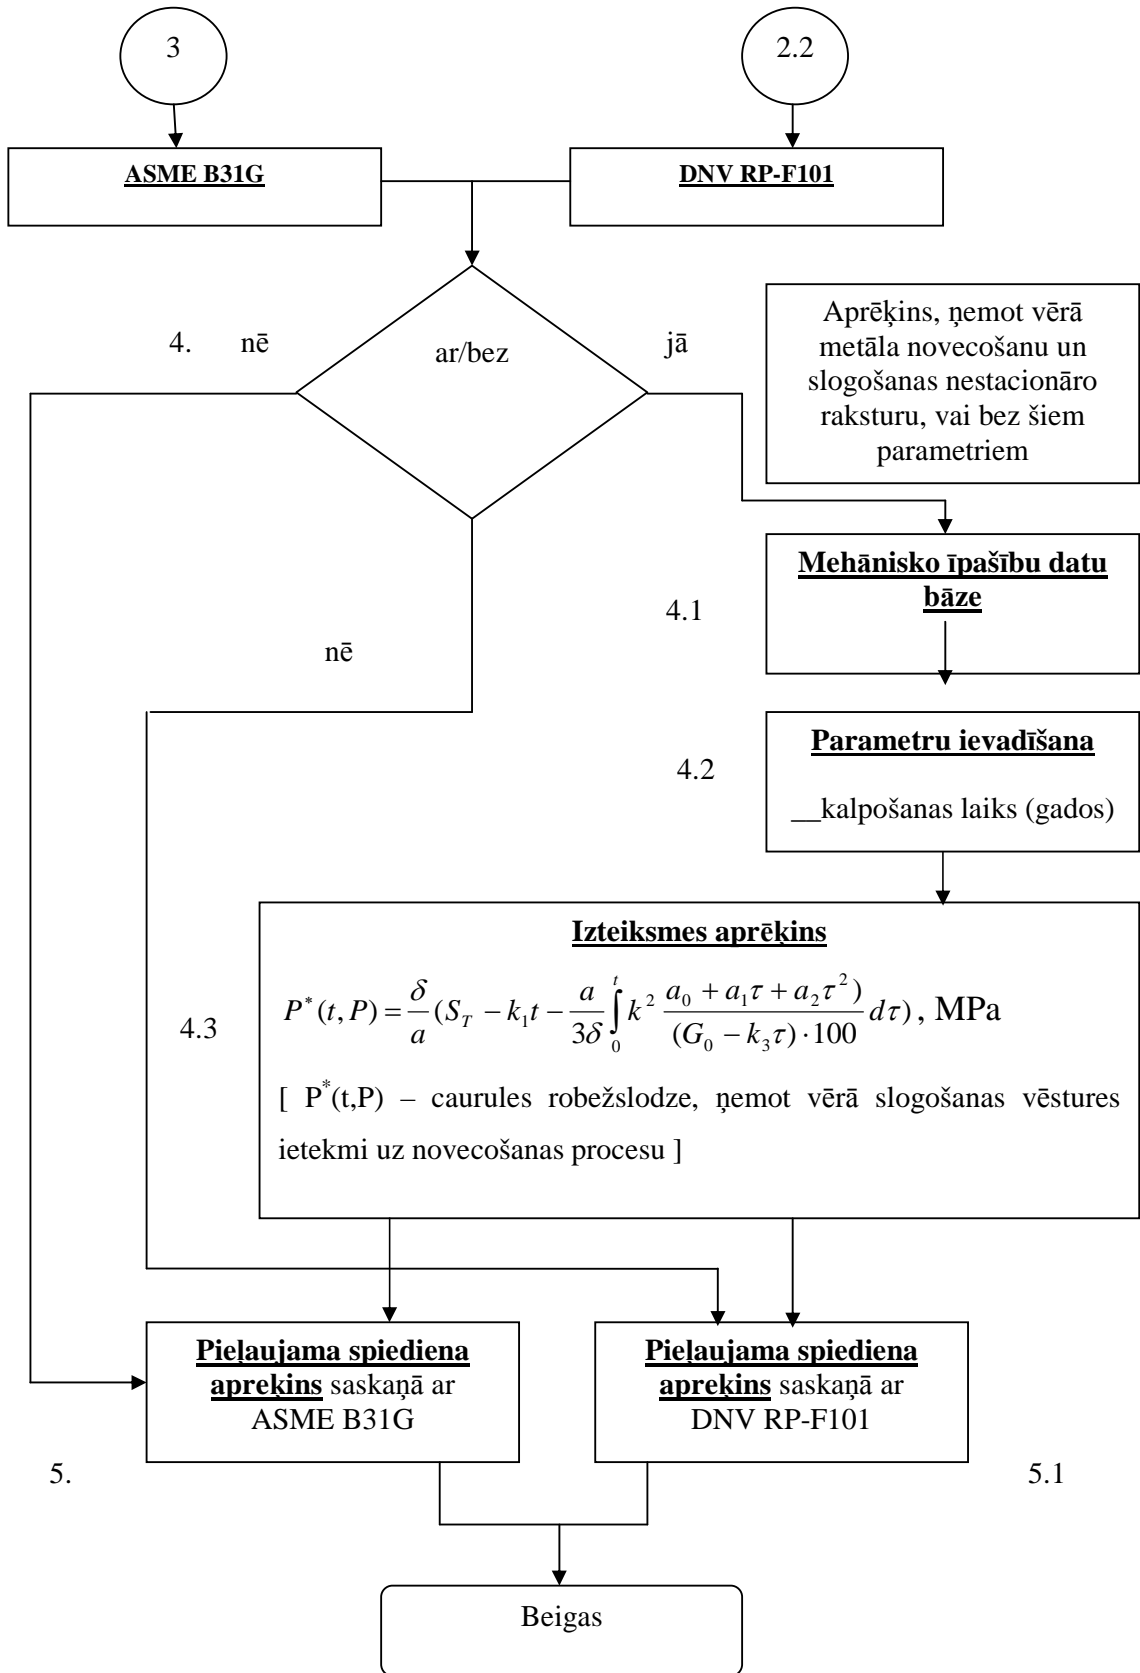 3
2.2
ASME B31G
DNV RP-F101
4. nē
ar/bez
jā
Aprēķins, ņemot vērā
metāla novecošanu un
slogošanas nestacionāro
raksturu, vai bez šiem
parametriem
Mehānisko īpašību datu
bāze
4.1
nē
Parametru ievadīšana
4.2
__kalpošanas laiks (gados)
Izteiksmes aprēķins
4.3
P*(t, P) = δ/a (S_T − k₁t − a/3δ ∫₀ᵗ k² (a₀ + a₁τ + a₂τ²)/((G₀ − k₃τ)·100) dτ), MPa
[ P*(t,P) – caurules robežslodze, ņemot vērā slogošanas vēstures
ietekmi uz novecošanas procesu ]
Pieļaujama spiediena
apreķins saskaņā ar
ASME B31G
Pieļaujama spiediena
apreķins saskaņā ar
DNV RP-F101
5.
5.1
Beigas